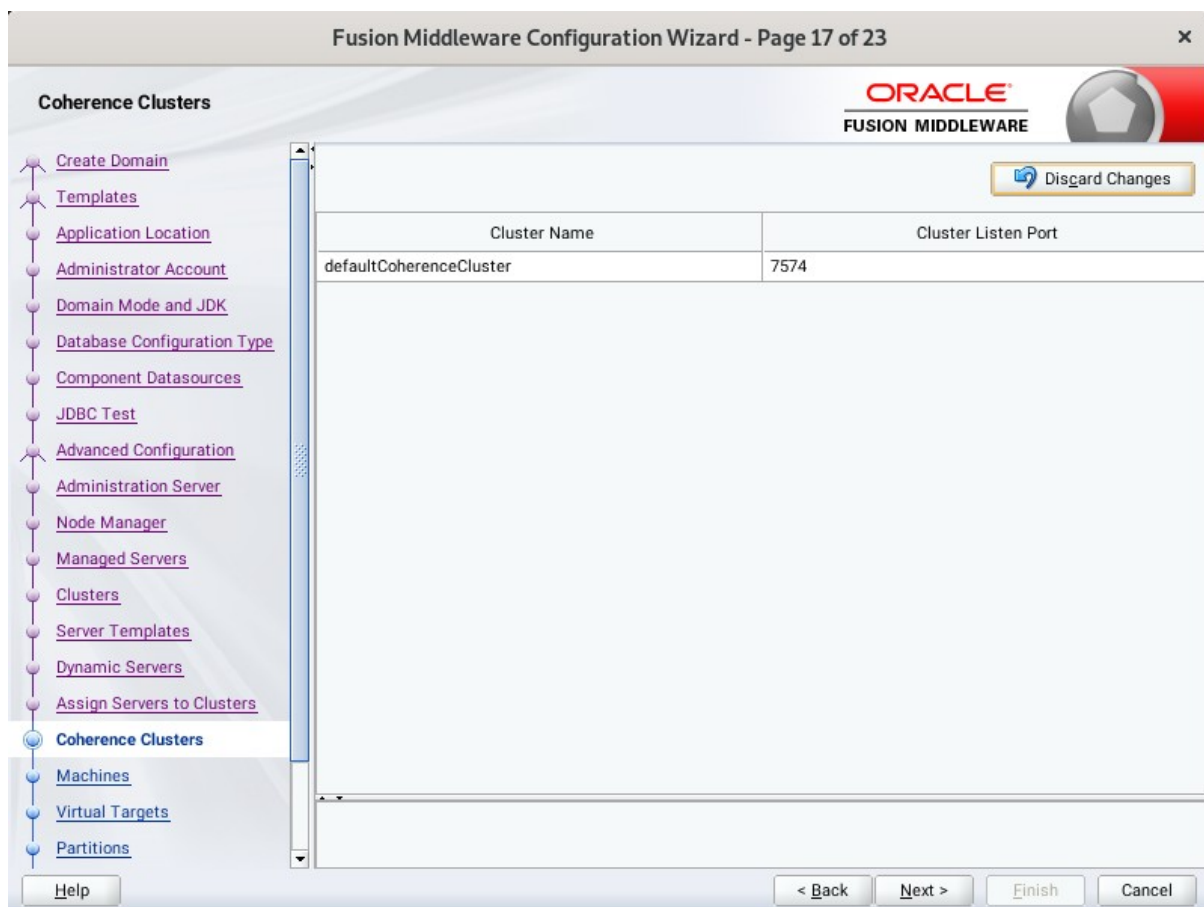 Fusion Middleware Configuration Wizard - Page 17 of 23
Coherence Clusters
ORACLE
FUSION MIDDLEWARE
Create Domain
Templates
Application Location
Administrator Account
Domain Mode and JDK
Database Configuration Type
Component Datasources
JDBC Test
Advanced Configuration
Administration Server
Node Manager
Managed Servers
Clusters
Server Templates
Dynamic Servers
Assign Servers to Clusters
Coherence Clusters
Machines
Virtual Targets
Partitions
Discard Changes
Cluster Name Cluster Listen Port
defaultCoherenceCluster 7574
Help < Back Next > Finish Cancel